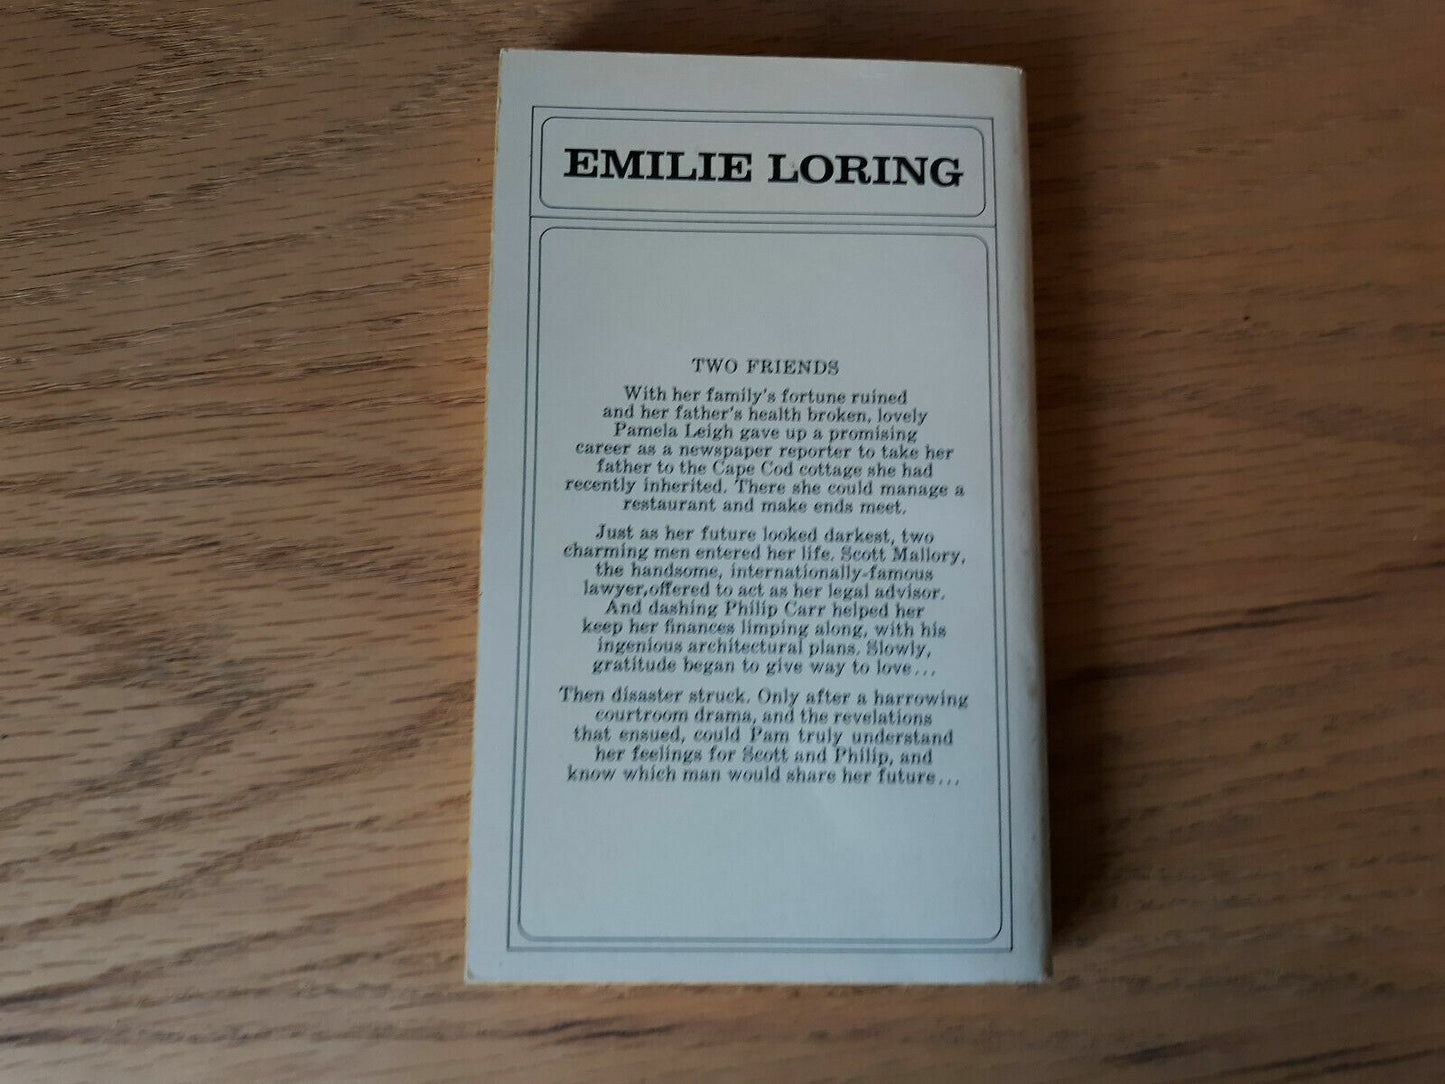 EMILIE LORING
TWO FRIENDS
With her family's fortune ruined
and her father's health broken, lovely
Pamela Leigh gave up a promising
career as a newspaper reporter to take her
father to the Cape Cod cottage she had
recently inherited. There she could manage a
restaurant and make ends meet.
Just as her future looked darkest, two
charming men entered her life. Scott Mallory,
the handsome, internationally-famous
lawyer,offered to act as her legal advisor.
And dashing Philip Carr helped her
keep her finances limping along, with his
ingenious architectural plans. Slowly,
gratitude began to give way to love...
Then disaster struck. Only after a harrowing
courtroom drama, and the revelations
that ensued, could Pam truly understand
her feelings for Scott and Philip, and
know which man would share her future...